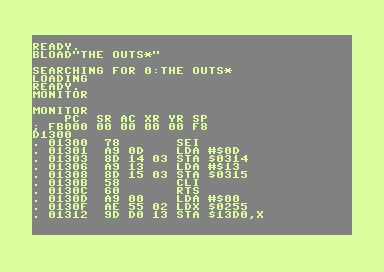 READY.
BLOAD"THE OUTS*"
SEARCHING FOR 0:THE OUTS*
LOADING
READY.
MONITOR
MONITOR
PC SR AC XR YR SP
; FB000 00 00 00 00 F8
D1300
. 01300 78 SEI
. 01301 A9 0D LDA #$0D
. 01303 8D 14 03 STA $0314
. 01306 A9 13 LDA #$13
. 01308 8D 15 03 STA $0315
. 0130B 58 CLI
. 0130C 60 RTS
. 0130D A9 00 LDA #$00
. 0130F AE 55 02 LDX $0255
. 01312 9D D0 13 STA $13D0,X